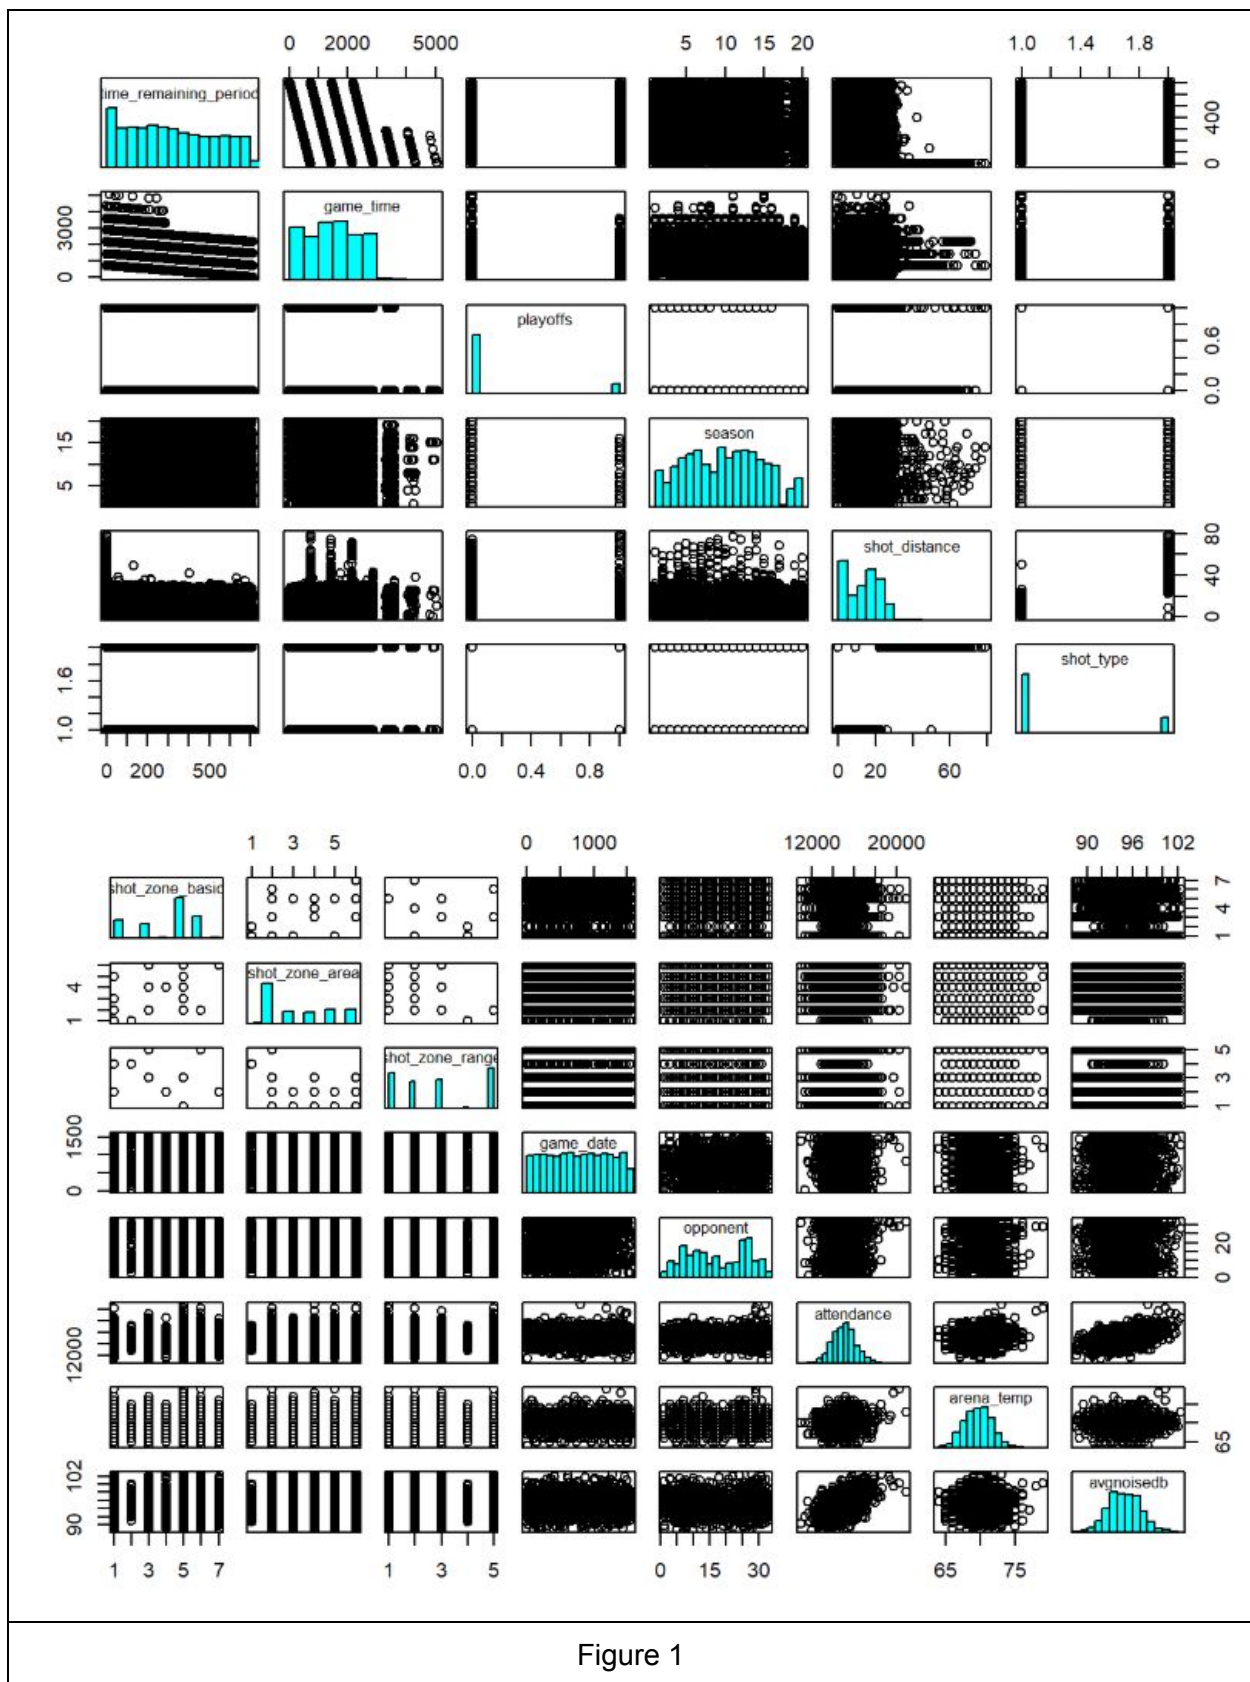 0 2000 5000 5 10 15 20 1.0 1.4 1.8
time_remaining_period
0 400
game_time
0 3000
playoffs
0.0 0.6
season
5 15
shot_distance
0 40 80
shot_type
1.0 1.6
0 200 500 0.0 0.4 0.8 0 20 60
1 3 5 0 1000 12000 20000 90 96 102
shot_zone_basic
1 4 7
shot_zone_area
1 4
shot_zone_range
1 3 5
game_date
0 1500
opponent
0 20
attendance
12000
arena_temp
65
avgnoisedb
90 102
1 3 5 7 1 3 5 0 15 30 65 75
Figure 1